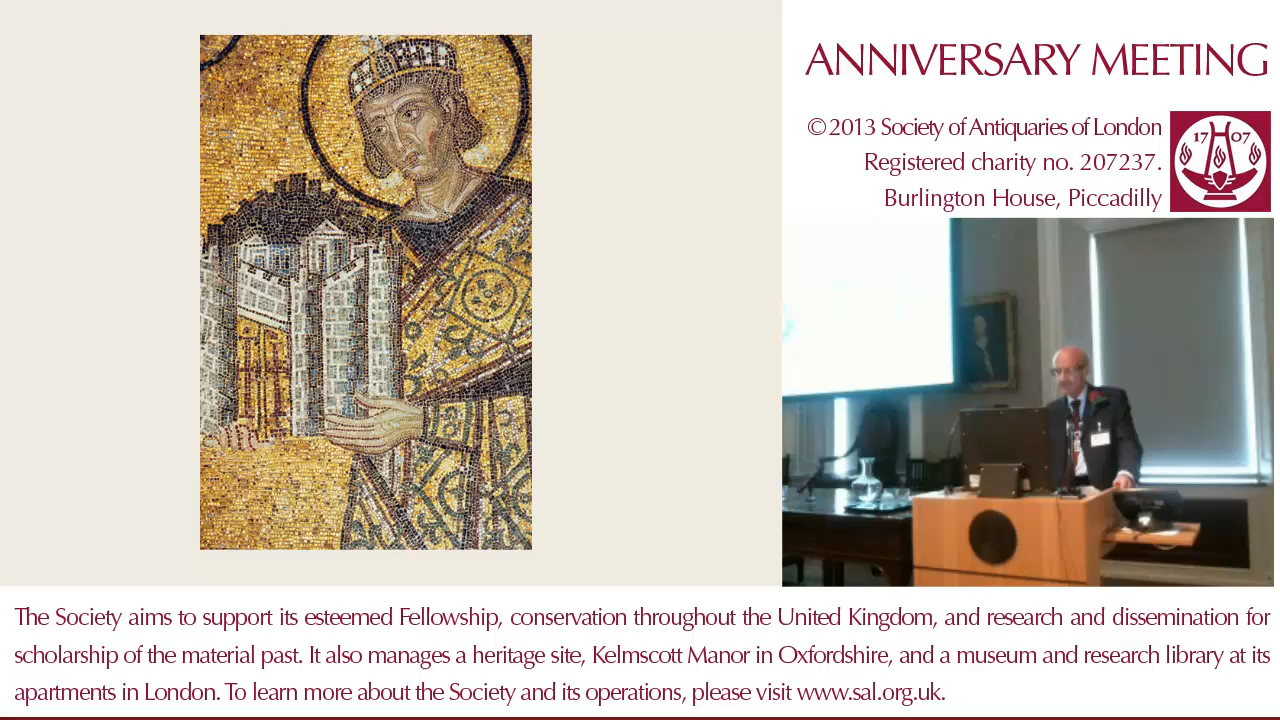 ANNIVERSARY MEETING
© 2013 Society of Antiquaries of London
Registered charity no. 207237.
Burlington House, Piccadilly
17 07
The Society aims to support its esteemed Fellowship, conservation throughout the United Kingdom, and research and dissemination for
scholarship of the material past. It also manages a heritage site, Kelmscott Manor in Oxfordshire, and a museum and research library at its
apartments in London. To learn more about the Society and its operations, please visit www.sal.org.uk.